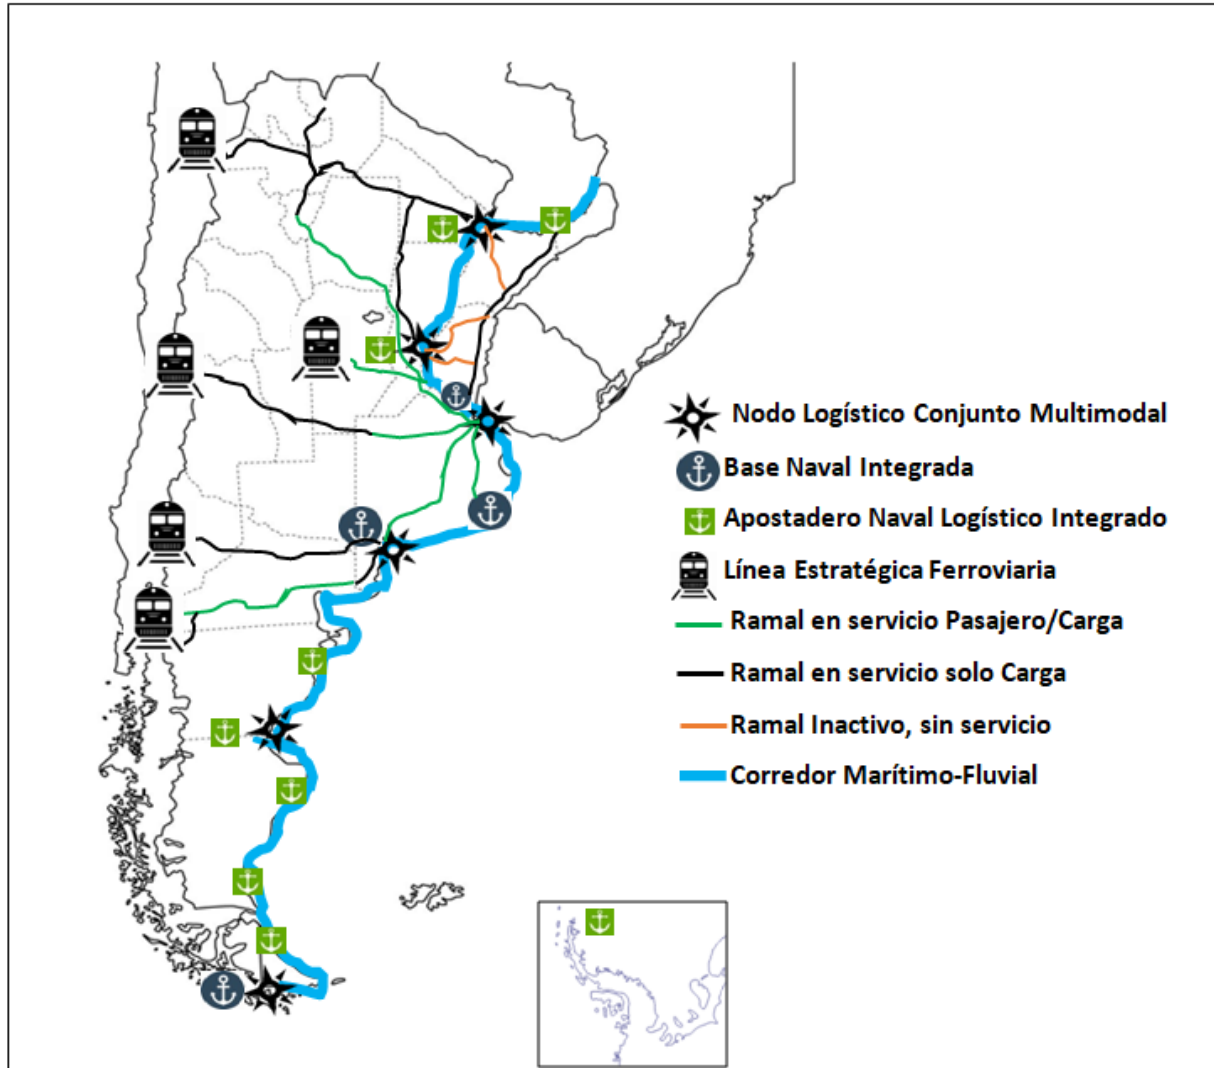 Nodo Logístico Conjunto Multimodal
Base Naval Integrada
Apostadero Naval Logístico Integrado
Línea Estratégica Ferroviaria
Ramal en servicio Pasajero/Carga
Ramal en servicio solo Carga
Ramal Inactivo, sin servicio
Corredor Marítimo-Fluvial